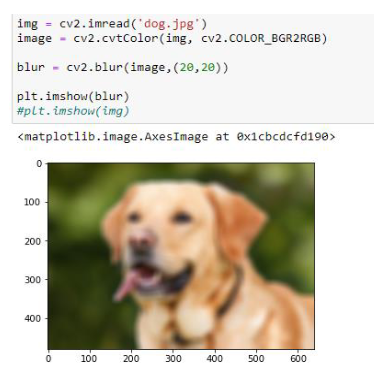 img = cv2.imread('dog.jpg')
image = cv2.cvtColor(img, cv2.COLOR_BGR2RGB)
blur = cv2.blur(image,(20,20))
plt.imshow(blur)
#plt.imshow(img)
<matplotlib.image.AxesImage at 0x1cbcdcfd190>
0
100
200
300
400
0 100 200 300 400 500 600